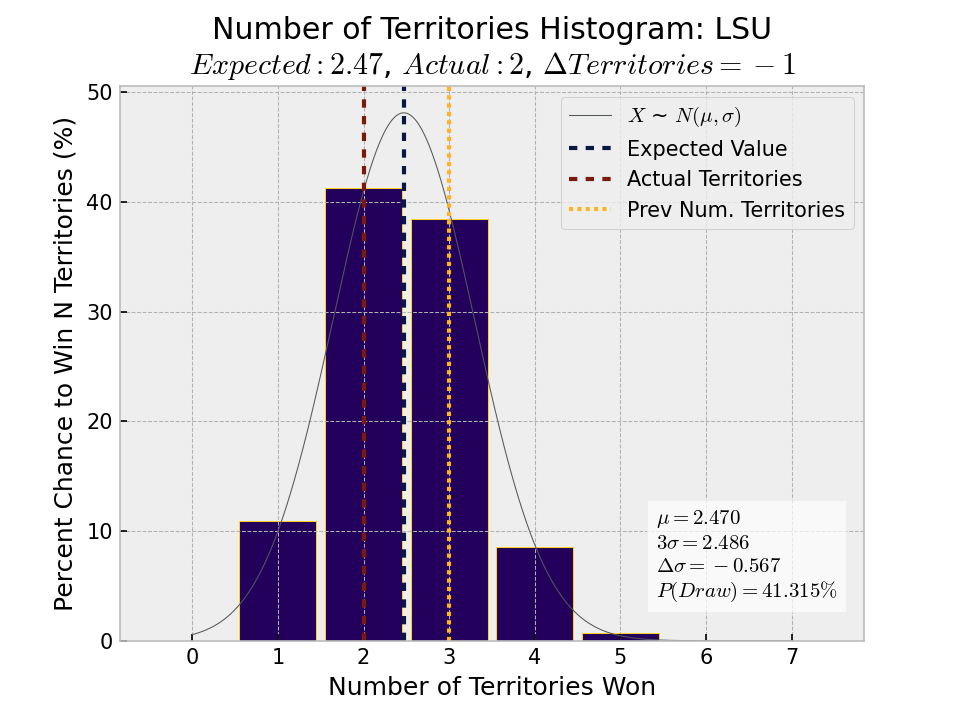 Number of Territories Histogram: LSU
Expected : 2.47, Actual : 2, ΔTerritories = −1
Percent Chance to Win N Territories (%)
50
40
30
20
10
0
X ∼ N(μ, σ)
Expected Value
Actual Territories
Prev Num. Territories
μ = 2.470
3σ = 2.486
Δσ = −0.567
P(Draw) = 41.315%
0 1 2 3 4 5 6 7
Number of Territories Won